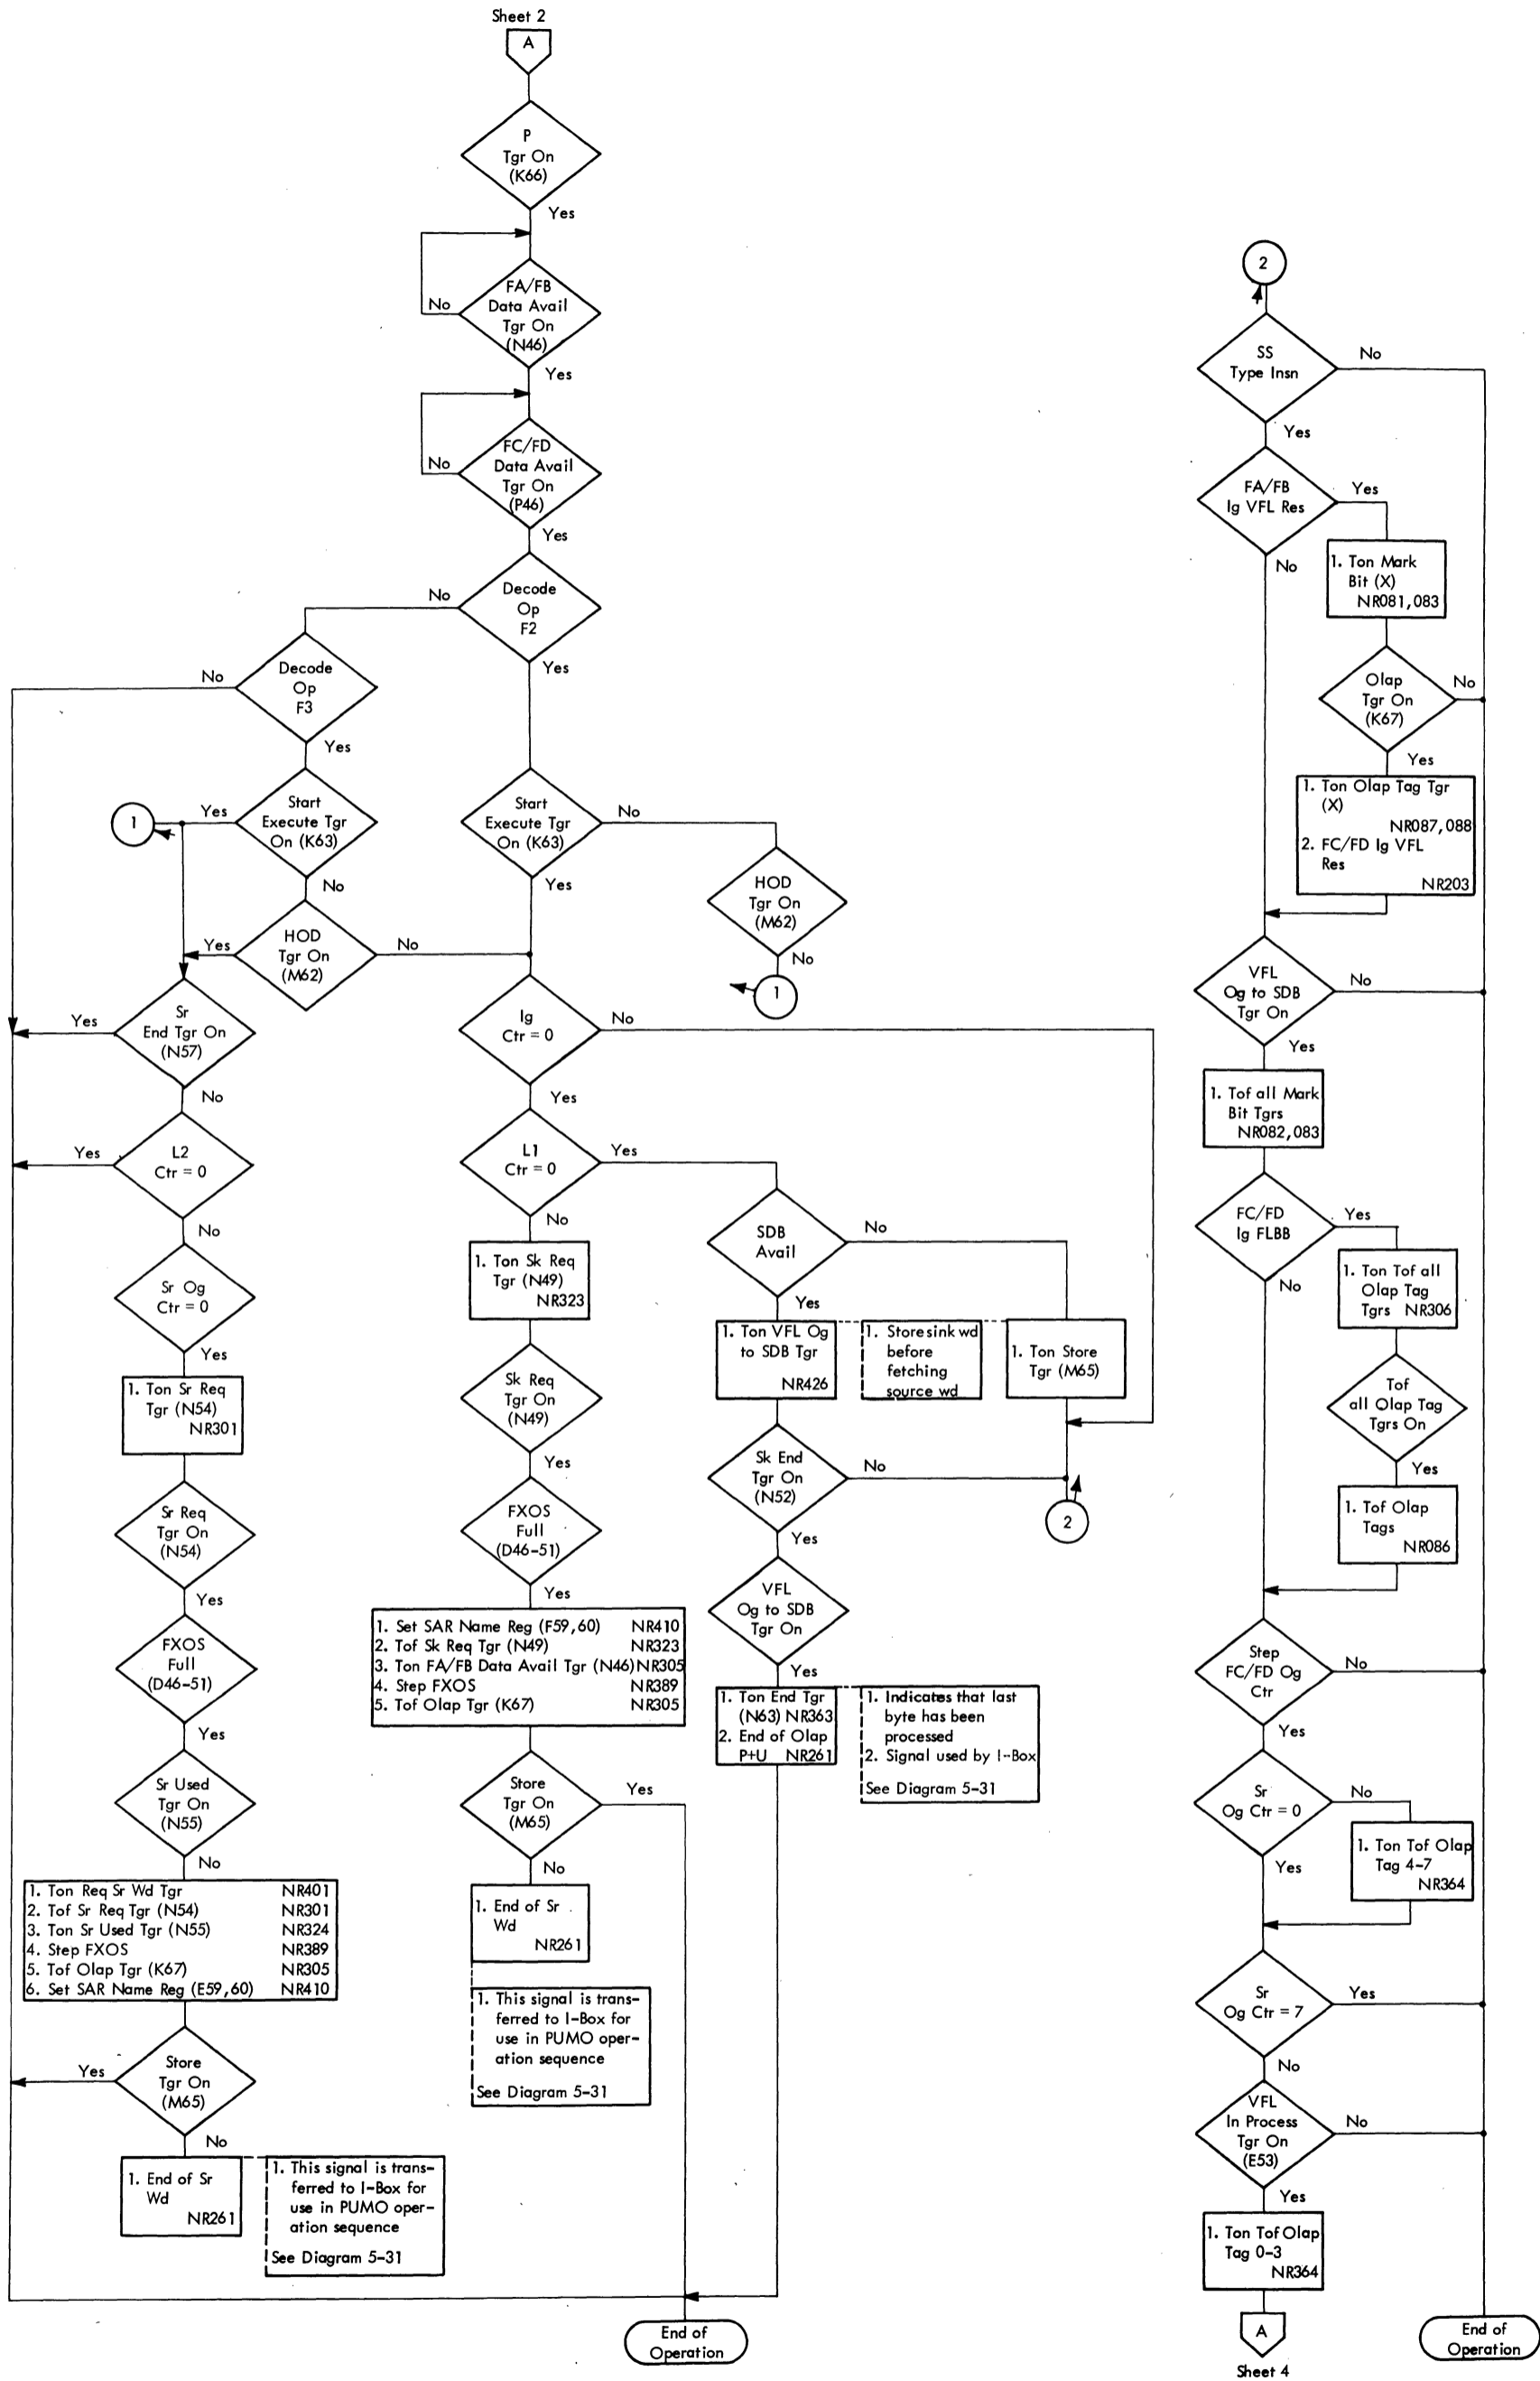 Sheet 2
A
P
Tgr On
(K66)
Yes
FA/FB
Data Avail
Tgr On
(N46)
No
Yes
FC/FD
Data Avail
Tgr On
(P46)
No
Yes
Decode
Op
F2
No
Yes
Decode
Op
F3
No
Yes
Start
Execute Tgr
On (K63)
Yes
1
No
HOD
Tgr On
(M62)
Yes
No
Start
Execute Tgr
On (K63)
No
Yes
HOD
Tgr On
(M62)
No
1
Sr
End Tgr On
(N57)
Yes
No
L2
Ctr = 0
Yes
No
Sr Og
Ctr = 0
Yes
1. Ton Sr Req
Tgr (N54)
NR301
Sr Req
Tgr On
(N54)
Yes
FXOS
Full
(D46-51)
Yes
Sr Used
Tgr On
(N55)
No
1. Ton Req Sr Wd Tgr NR401
2. Tof Sr Req Tgr (N54) NR301
3. Ton Sr Used Tgr (N55) NR324
4. Step FXOS NR389
5. Tof Olap Tgr (K67) NR305
6. Set SAR Name Reg (E59,60) NR410
Store
Tgr On
(M65)
Yes
No
1. End of Sr
Wd
NR261
1. This signal is trans-
ferred to I-Box for
use in PUMO oper-
ation sequence
See Diagram 5-31
Ig
Ctr = 0
No
Yes
L1
Ctr = 0
Yes
No
1. Ton Sk Req
Tgr (N49)
NR323
Sk Req
Tgr On
(N49)
Yes
FXOS
Full
(D46-51)
Yes
1. Set SAR Name Reg (F59,60) NR410
2. Tof Sk Req Tgr (N49) NR323
3. Ton FA/FB Data Avail Tgr (N46) NR305
4. Step FXOS NR389
5. Tof Olap Tgr (K67) NR305
Store
Tgr On
(M65)
Yes
No
1. End of Sr
Wd
NR261
1. This signal is trans-
ferred to I-Box for
use in PUMO oper-
ation sequence
See Diagram 5-31
SDB
Avail
No
Yes
1. Ton VFL Og
to SDB Tgr
NR426
1. Store sink wd
before
fetching
source wd
1. Ton Store
Tgr (M65)
Sk End
Tgr On
(N52)
No
2
Yes
VFL
Og to SDB
Tgr On
Yes
1. Ton End Tgr
(N63) NR363
2. End of Olap
P+U NR261
1. Indicates that last
byte has been
processed
2. Signal used by I-Box
See Diagram 5-31
End of
Operation
2
SS
Type Insn
No
Yes
FA/FB
Ig VFL Res
Yes
No
1. Ton Mark
Bit (X)
NR081,083
Olap
Tgr On
(K67)
No
Yes
1. Ton Olap Tag Tgr
(X)
NR087,088
2. FC/FD Ig VFL
Res
NR203
VFL
Og to SDB
Tgr On
No
Yes
1. Tof all Mark
Bit Tgrs
NR082,083
FC/FD
Ig FLBB
Yes
No
1. Ton Tof all
Olap Tag
Tgrs NR306
Tof
all Olap Tag
Tgrs On
Yes
1. Tof Olap
Tags
NR086
Step
FC/FD Og
Ctr
No
Yes
Sr
Og Ctr = 0
No
Yes
1. Ton Tof Olap
Tag 4-7
NR364
Sr
Og Ctr = 7
Yes
No
VFL
In Process
Tgr On
(E53)
No
Yes
1. Ton Tof Olap
Tag 0-3
NR364
A
Sheet 4
End of
Operation